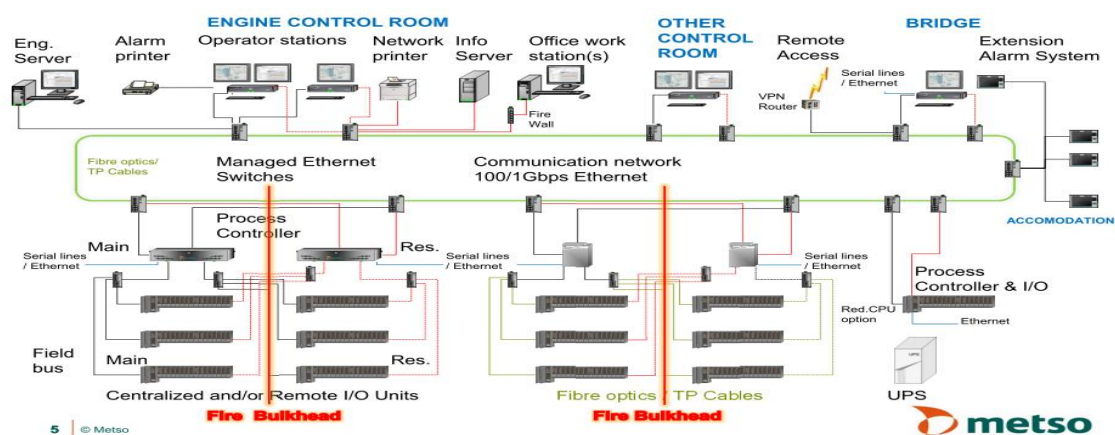 ENGINE CONTROL ROOM
OTHER
CONTROL
ROOM
BRIDGE
Eng.
Server
Alarm
printer
Operator stations
Network
printer
Info
Server
Office work
station(s)
Remote
Access
Extension
Alarm System
Serial lines
/ Ethernet
VPN
Router
Fire
Wall
Fibre optics/
TP Cables
Managed Ethernet
Switches
Communication network
100/1Gbps Ethernet
ACCOMODATION
Process
Controller
Main
Res.
Serial lines
/ Ethernet
Serial lines
/ Ethernet
Serial lines
/ Ethernet
Serial lines
/ Ethernet
Process
Controller & I/O
Red.CPU
option
Ethernet
Field
bus
Main
Res.
UPS
Centralized and/or Remote I/O Units
Fibre optics / TP Cables
UPS
Fire Bulkhead
Fire Bulkhead
5 | © Metso
metso